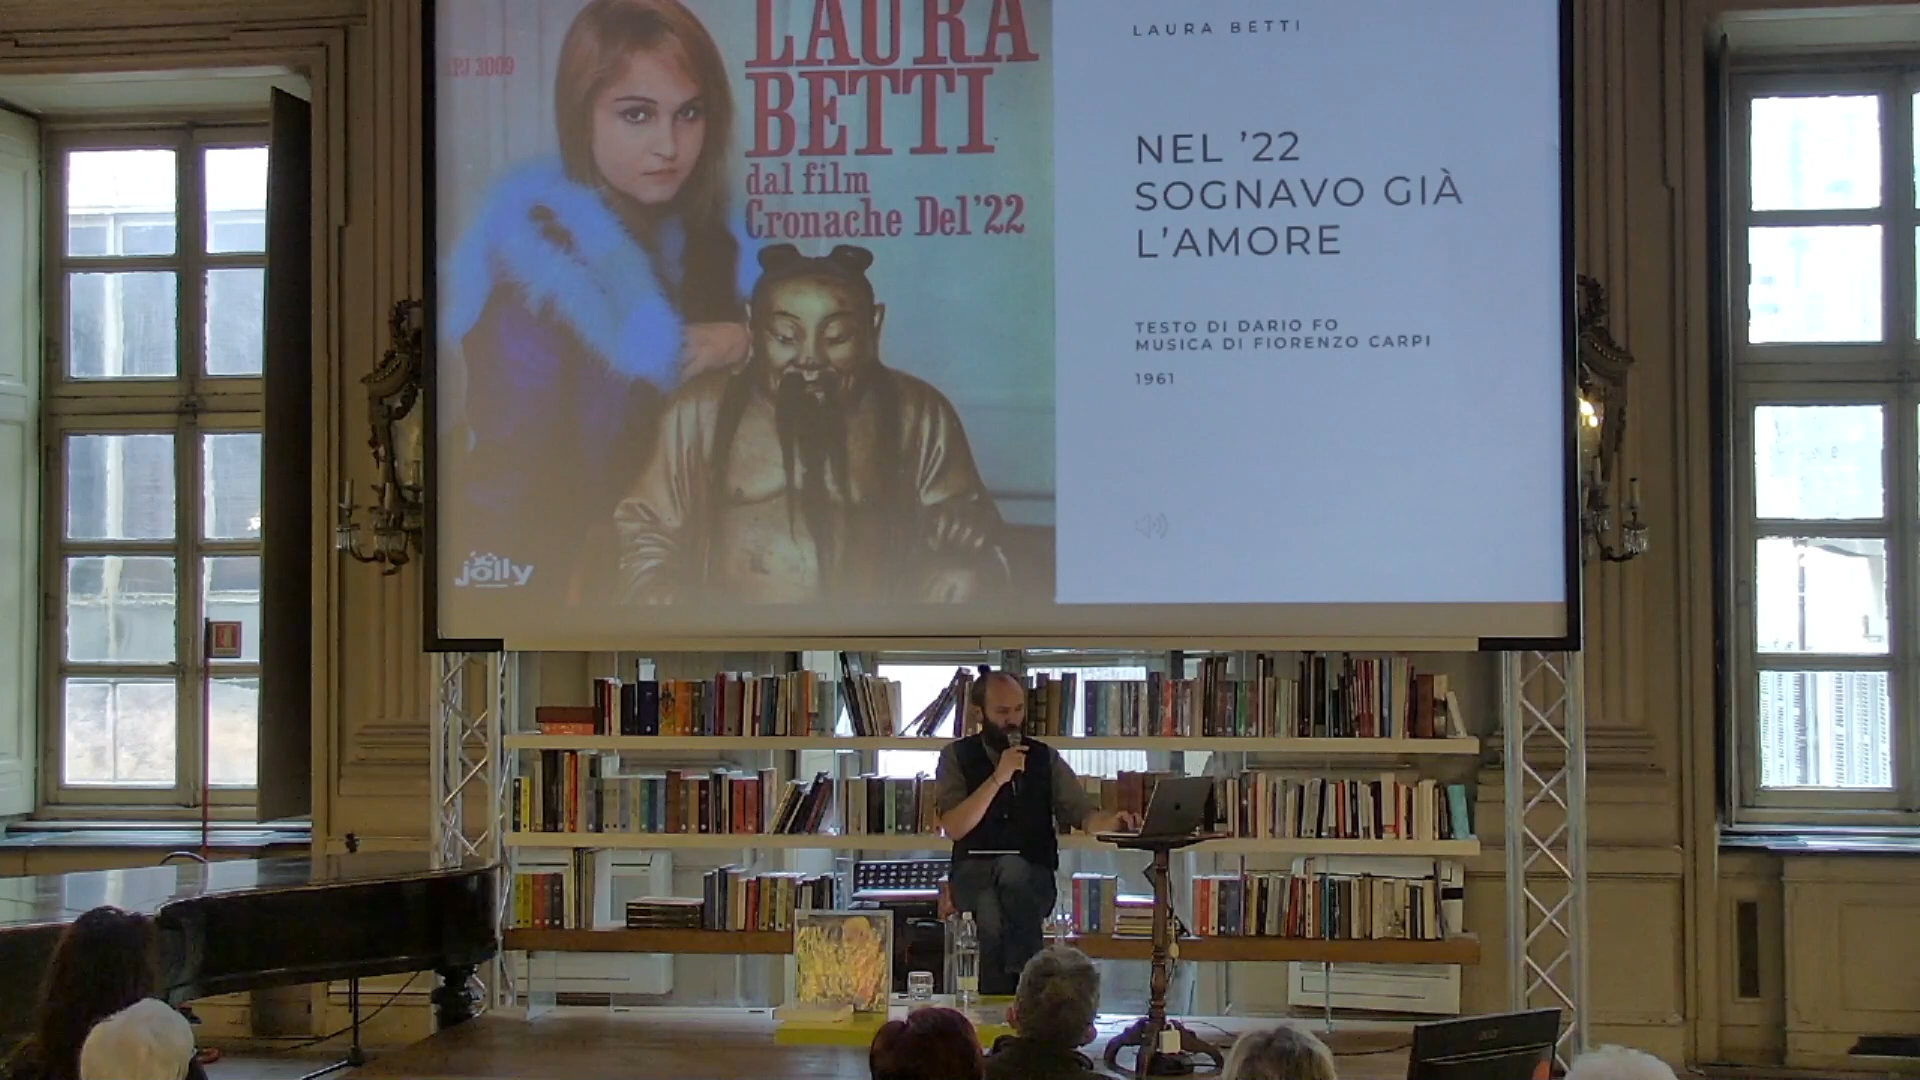 LAURA
BETTI
dal film
Cronache Del '22
EPJ 3009
jolly
LAURA BETTI
NEL ’22
SOGNAVO GIÀ
L’AMORE
TESTO DI DARIO FO
MUSICA DI FIORENZO CARPI
1961